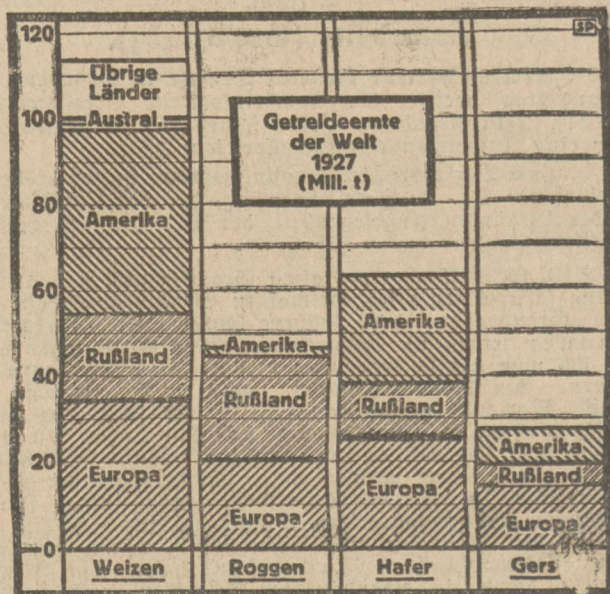 SP
Getreideernte
der Welt
1927
(Mill. t)
120
100
80
60
40
20
0
Übrige
Länder
Austral.
Amerika
Rußland
Europa
Weizen
Amerika
Rußland
Europa
Roggen
Amerika
Rußland
Europa
Hafer
Amerika
Rußland
Europa
Gers